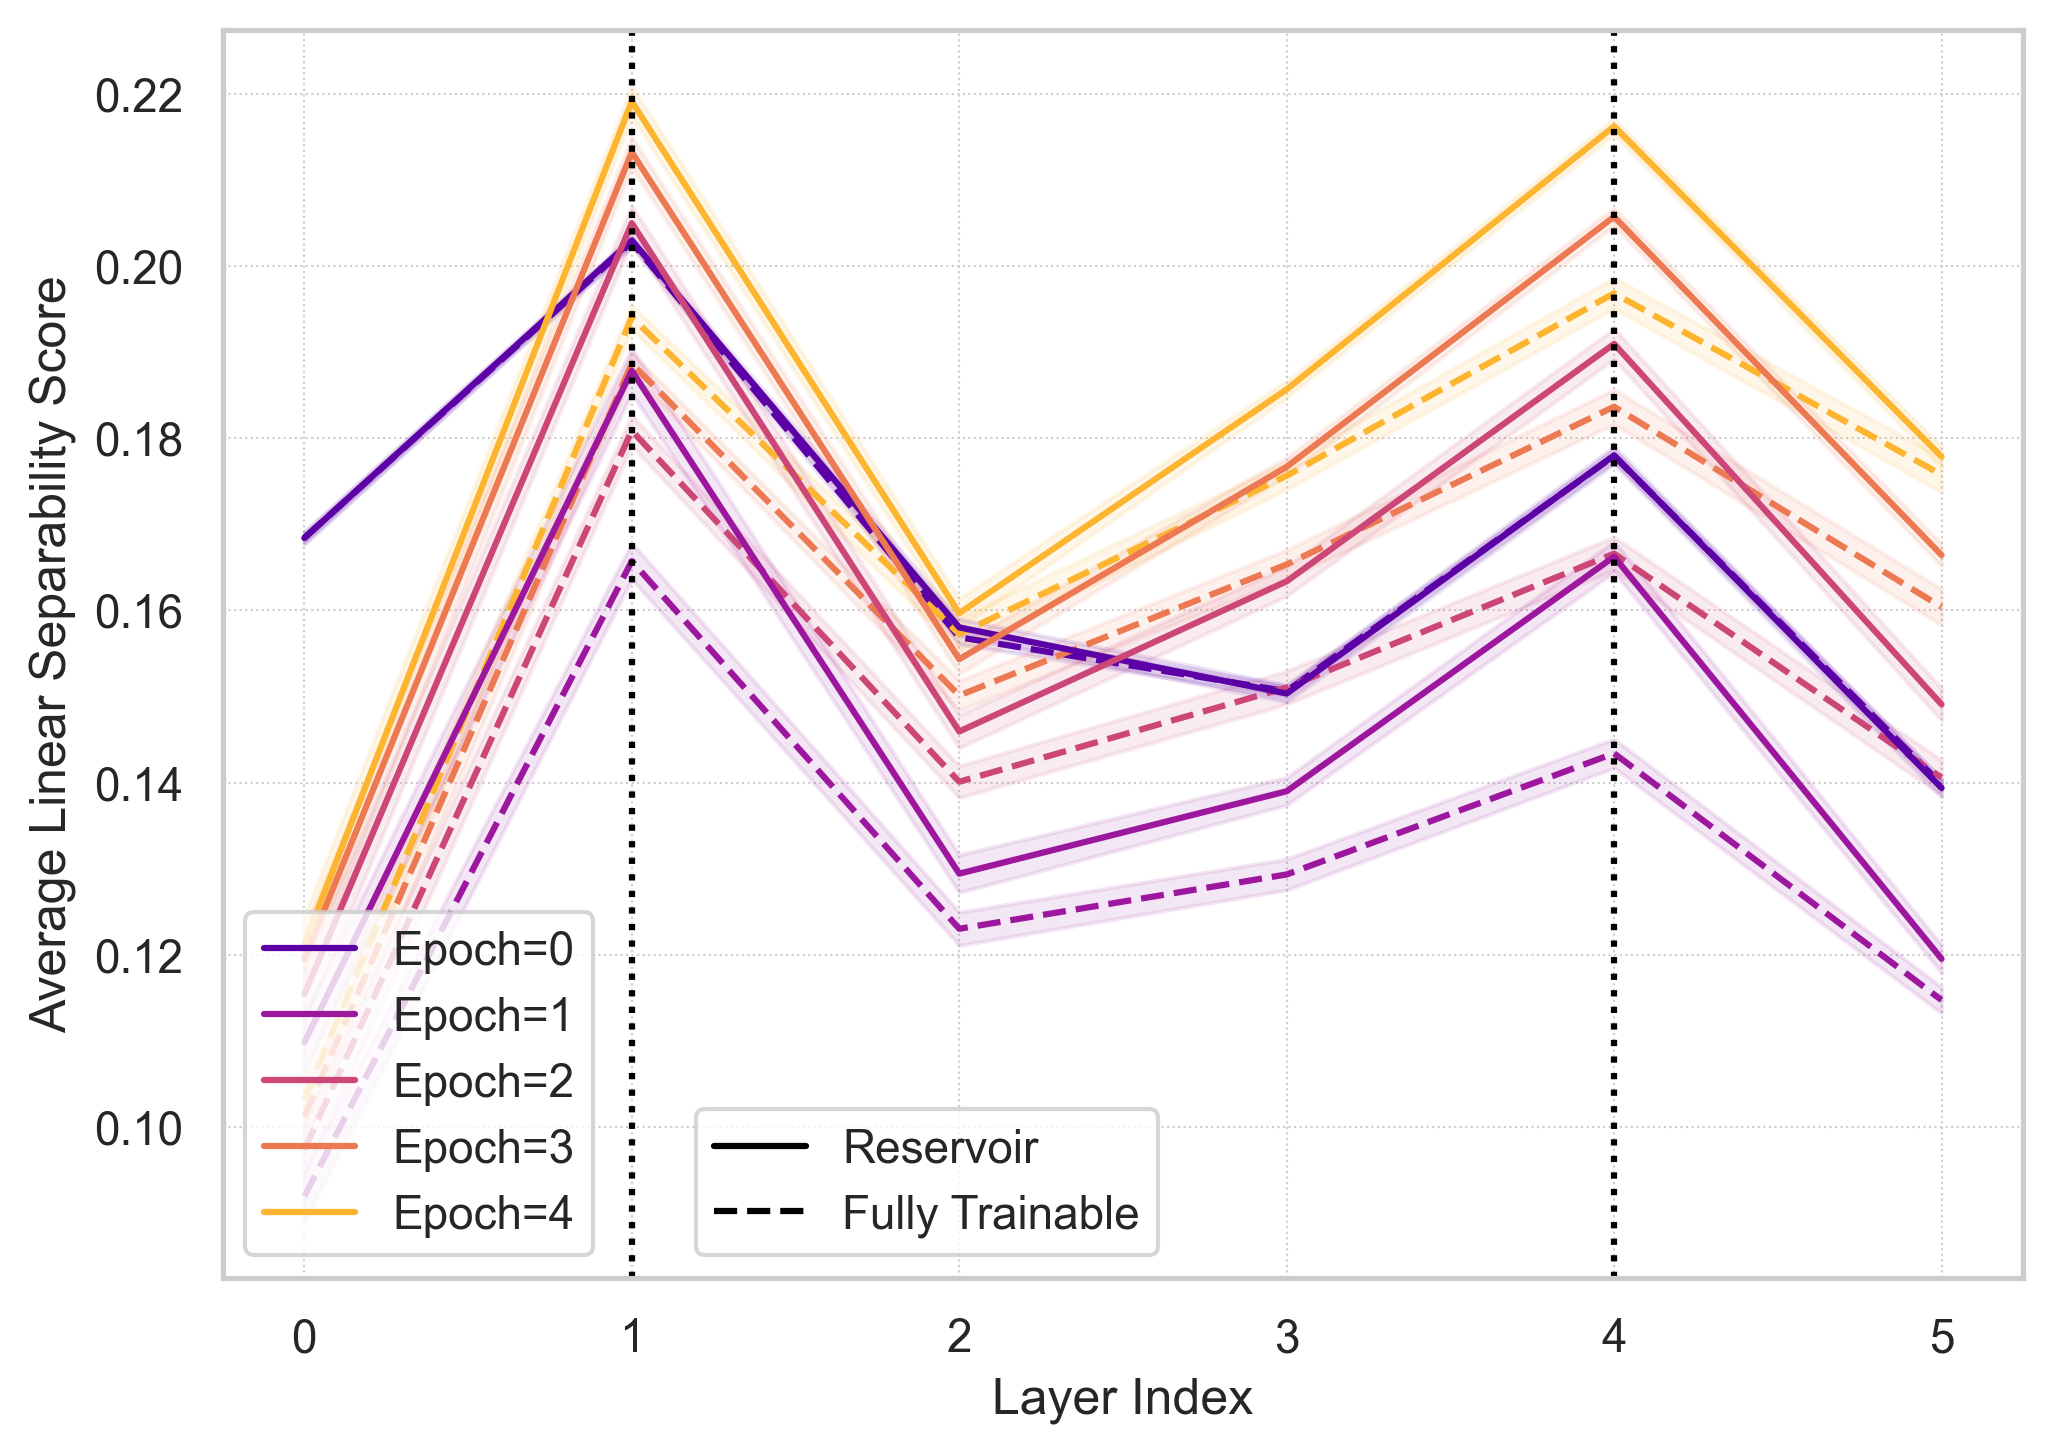 0.22
0.20
0.18
0.16
0.14
0.12
0.10
Average Linear Separability Score
Epoch=0
Epoch=1
Epoch=2
Epoch=3
Epoch=4
Reservoir
Fully Trainable
0 1 2 3 4 5
Layer Index